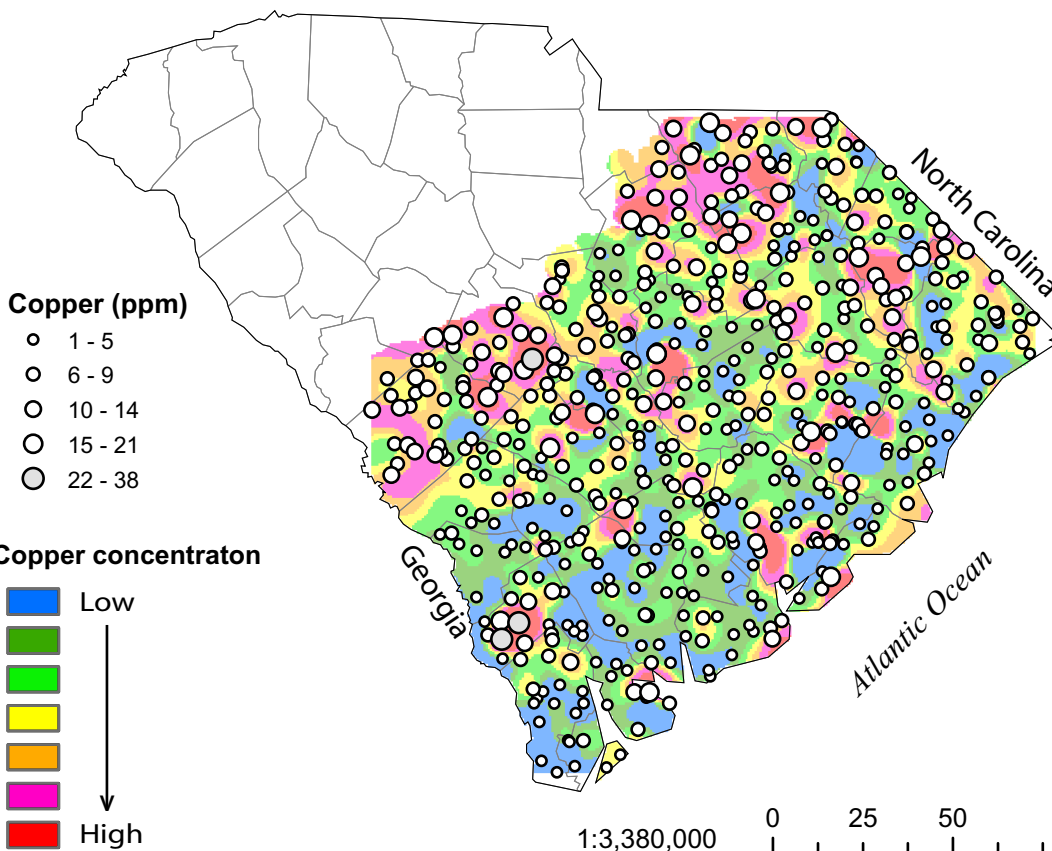 North Carolina
Copper (ppm)
1 - 5
6 - 9
10 - 14
15 - 21
22 - 38
Copper concentraton
Low
High
Georgia
Atlantic Ocean
0 25 50
1:3,380,000